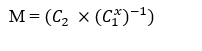 M = (C₂ × (C₁ˣ)⁻¹)